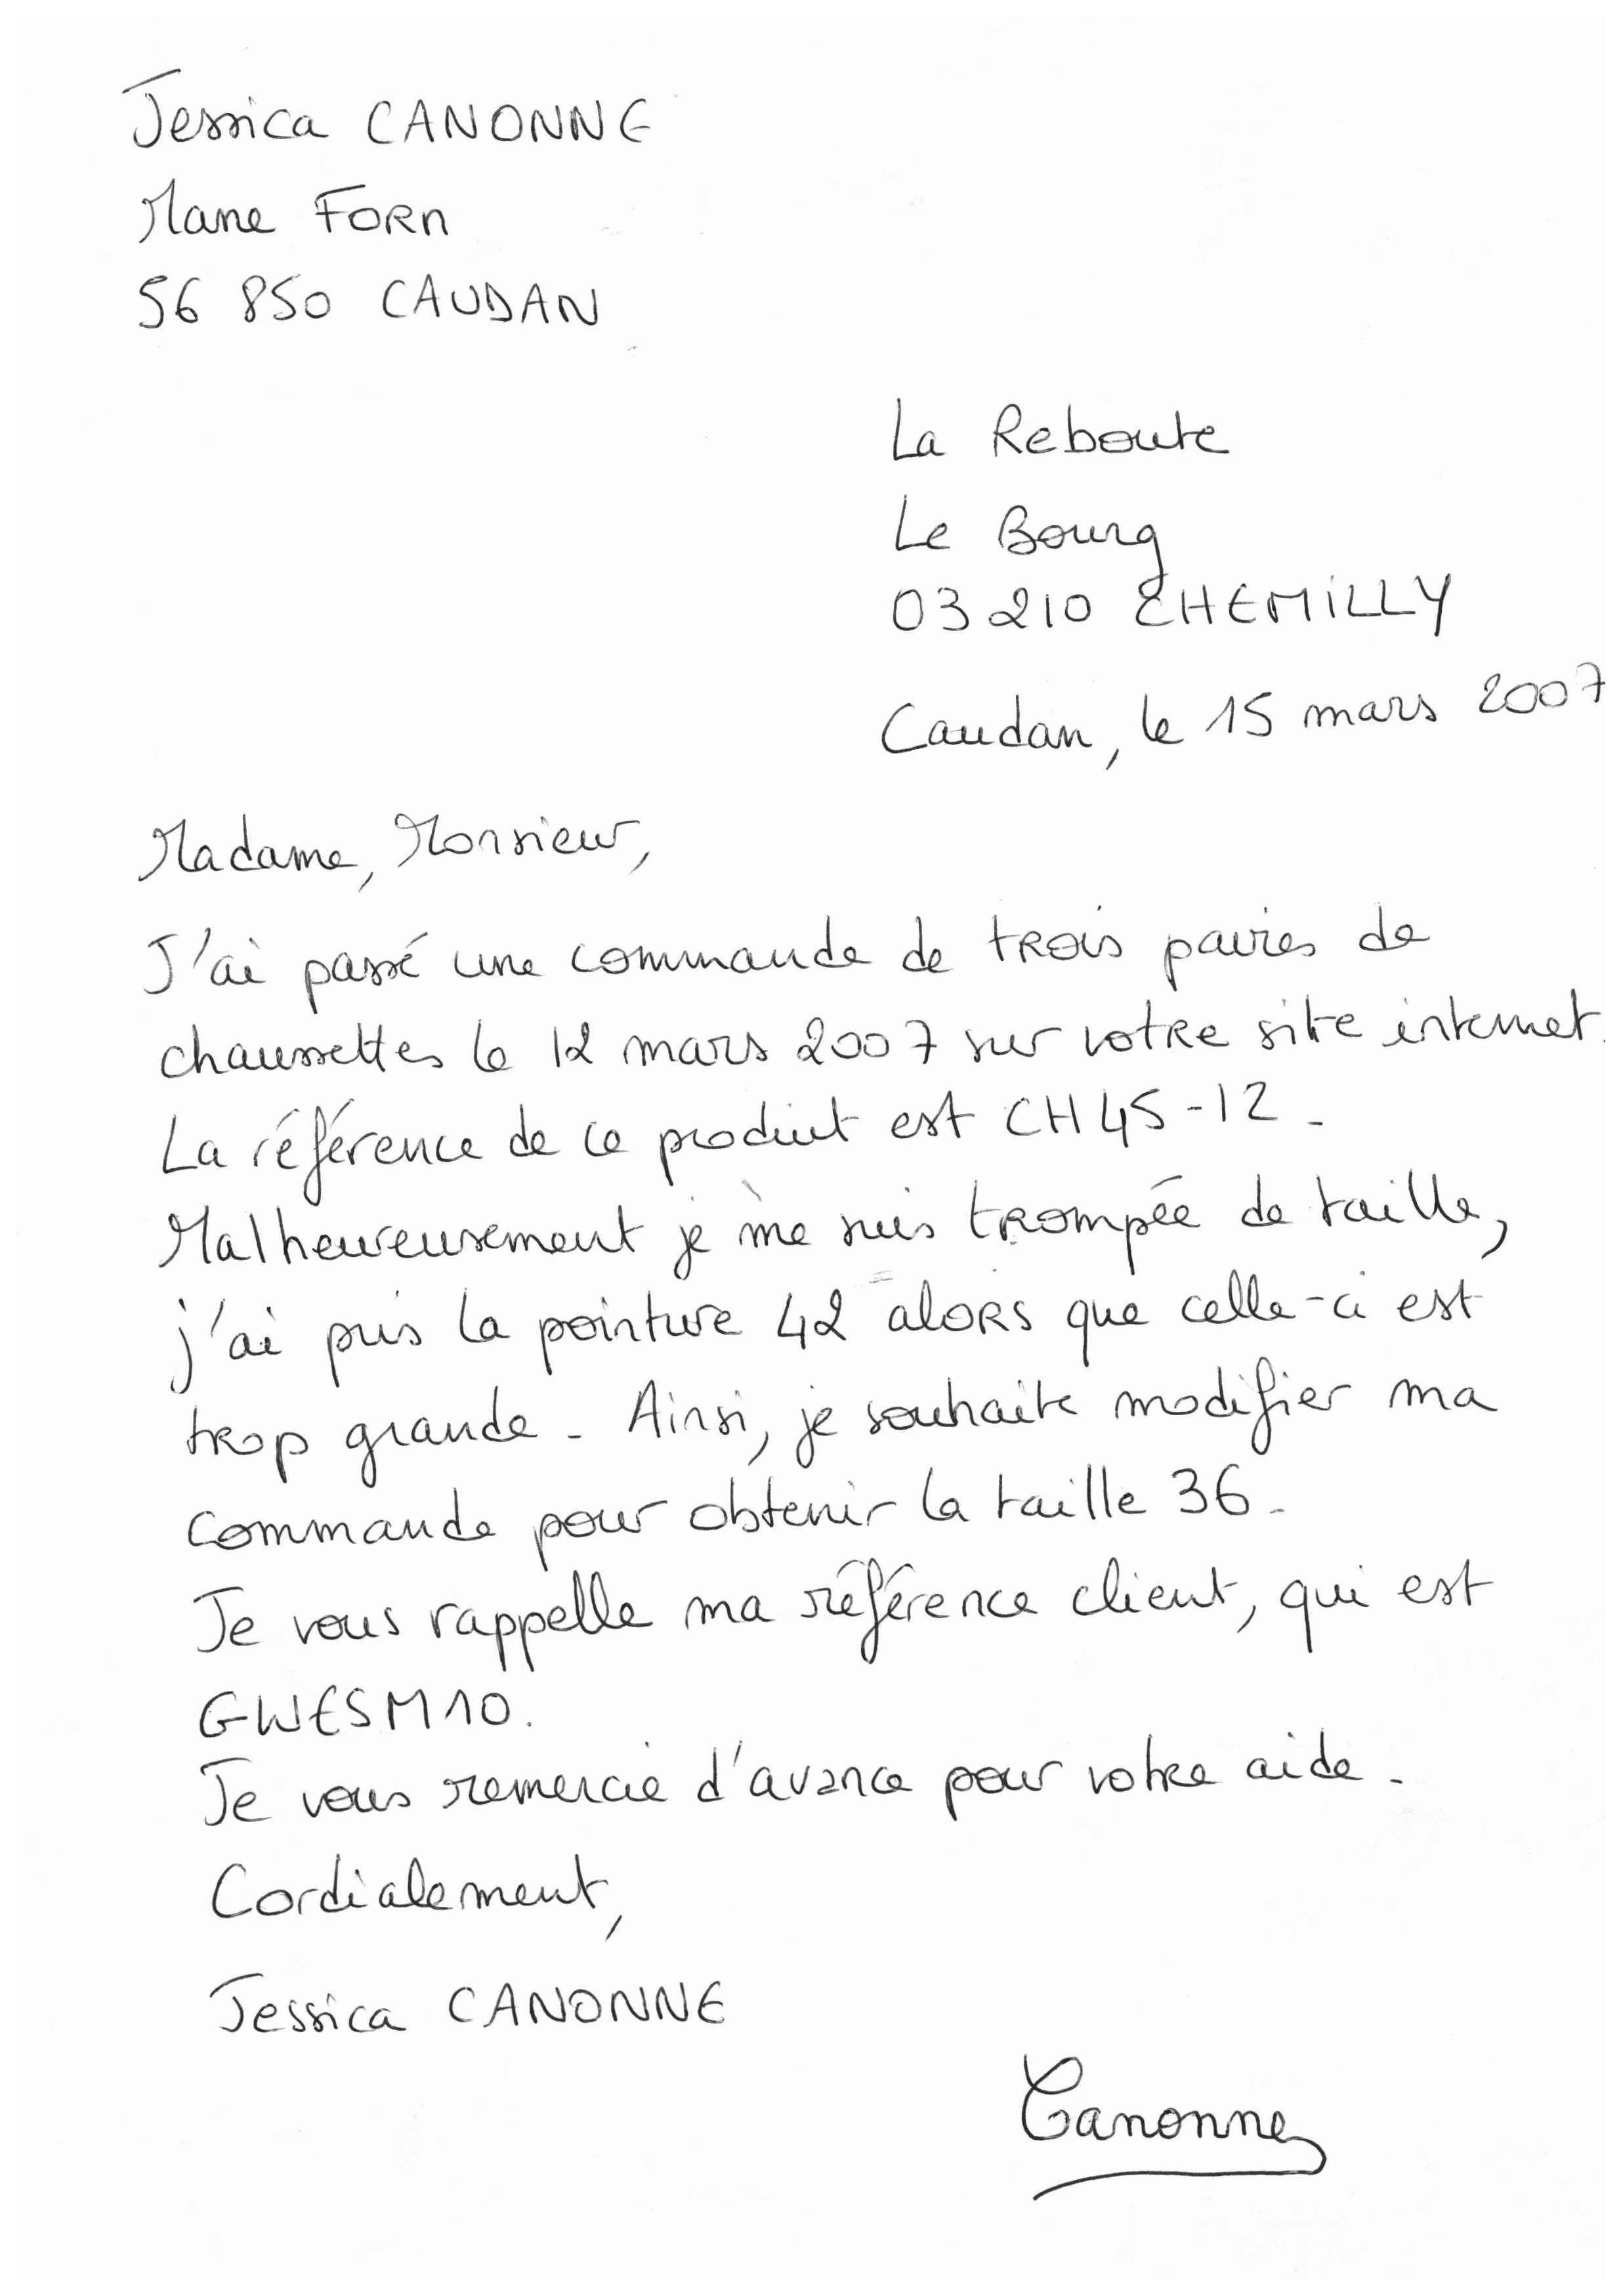 Jessica CANONNE
Mane Forn
56 850 CAUDAN
La Reboute
Le Bourg
03 210 CHEMILLY
Caudan, le 15 mars 2007
Madame, Monsieur,
J'ai passé une commande de trois paires de
chaussettes le 12 mars 2007 sur votre site internet.
La référence de ce produit est CH45-12.
Malheureusement je me suis trompée de taille,
j'ai pris la pointure 42 alors que celle-ci est
trop grande. Ainsi, je souhaite modifier ma
commande pour obtenir la taille 36.
Je vous rappelle ma référence client, qui est
GWESM10.
Je vous remercie d'avance pour votre aide.
Cordialement,
Jessica CANONNE
Canonne